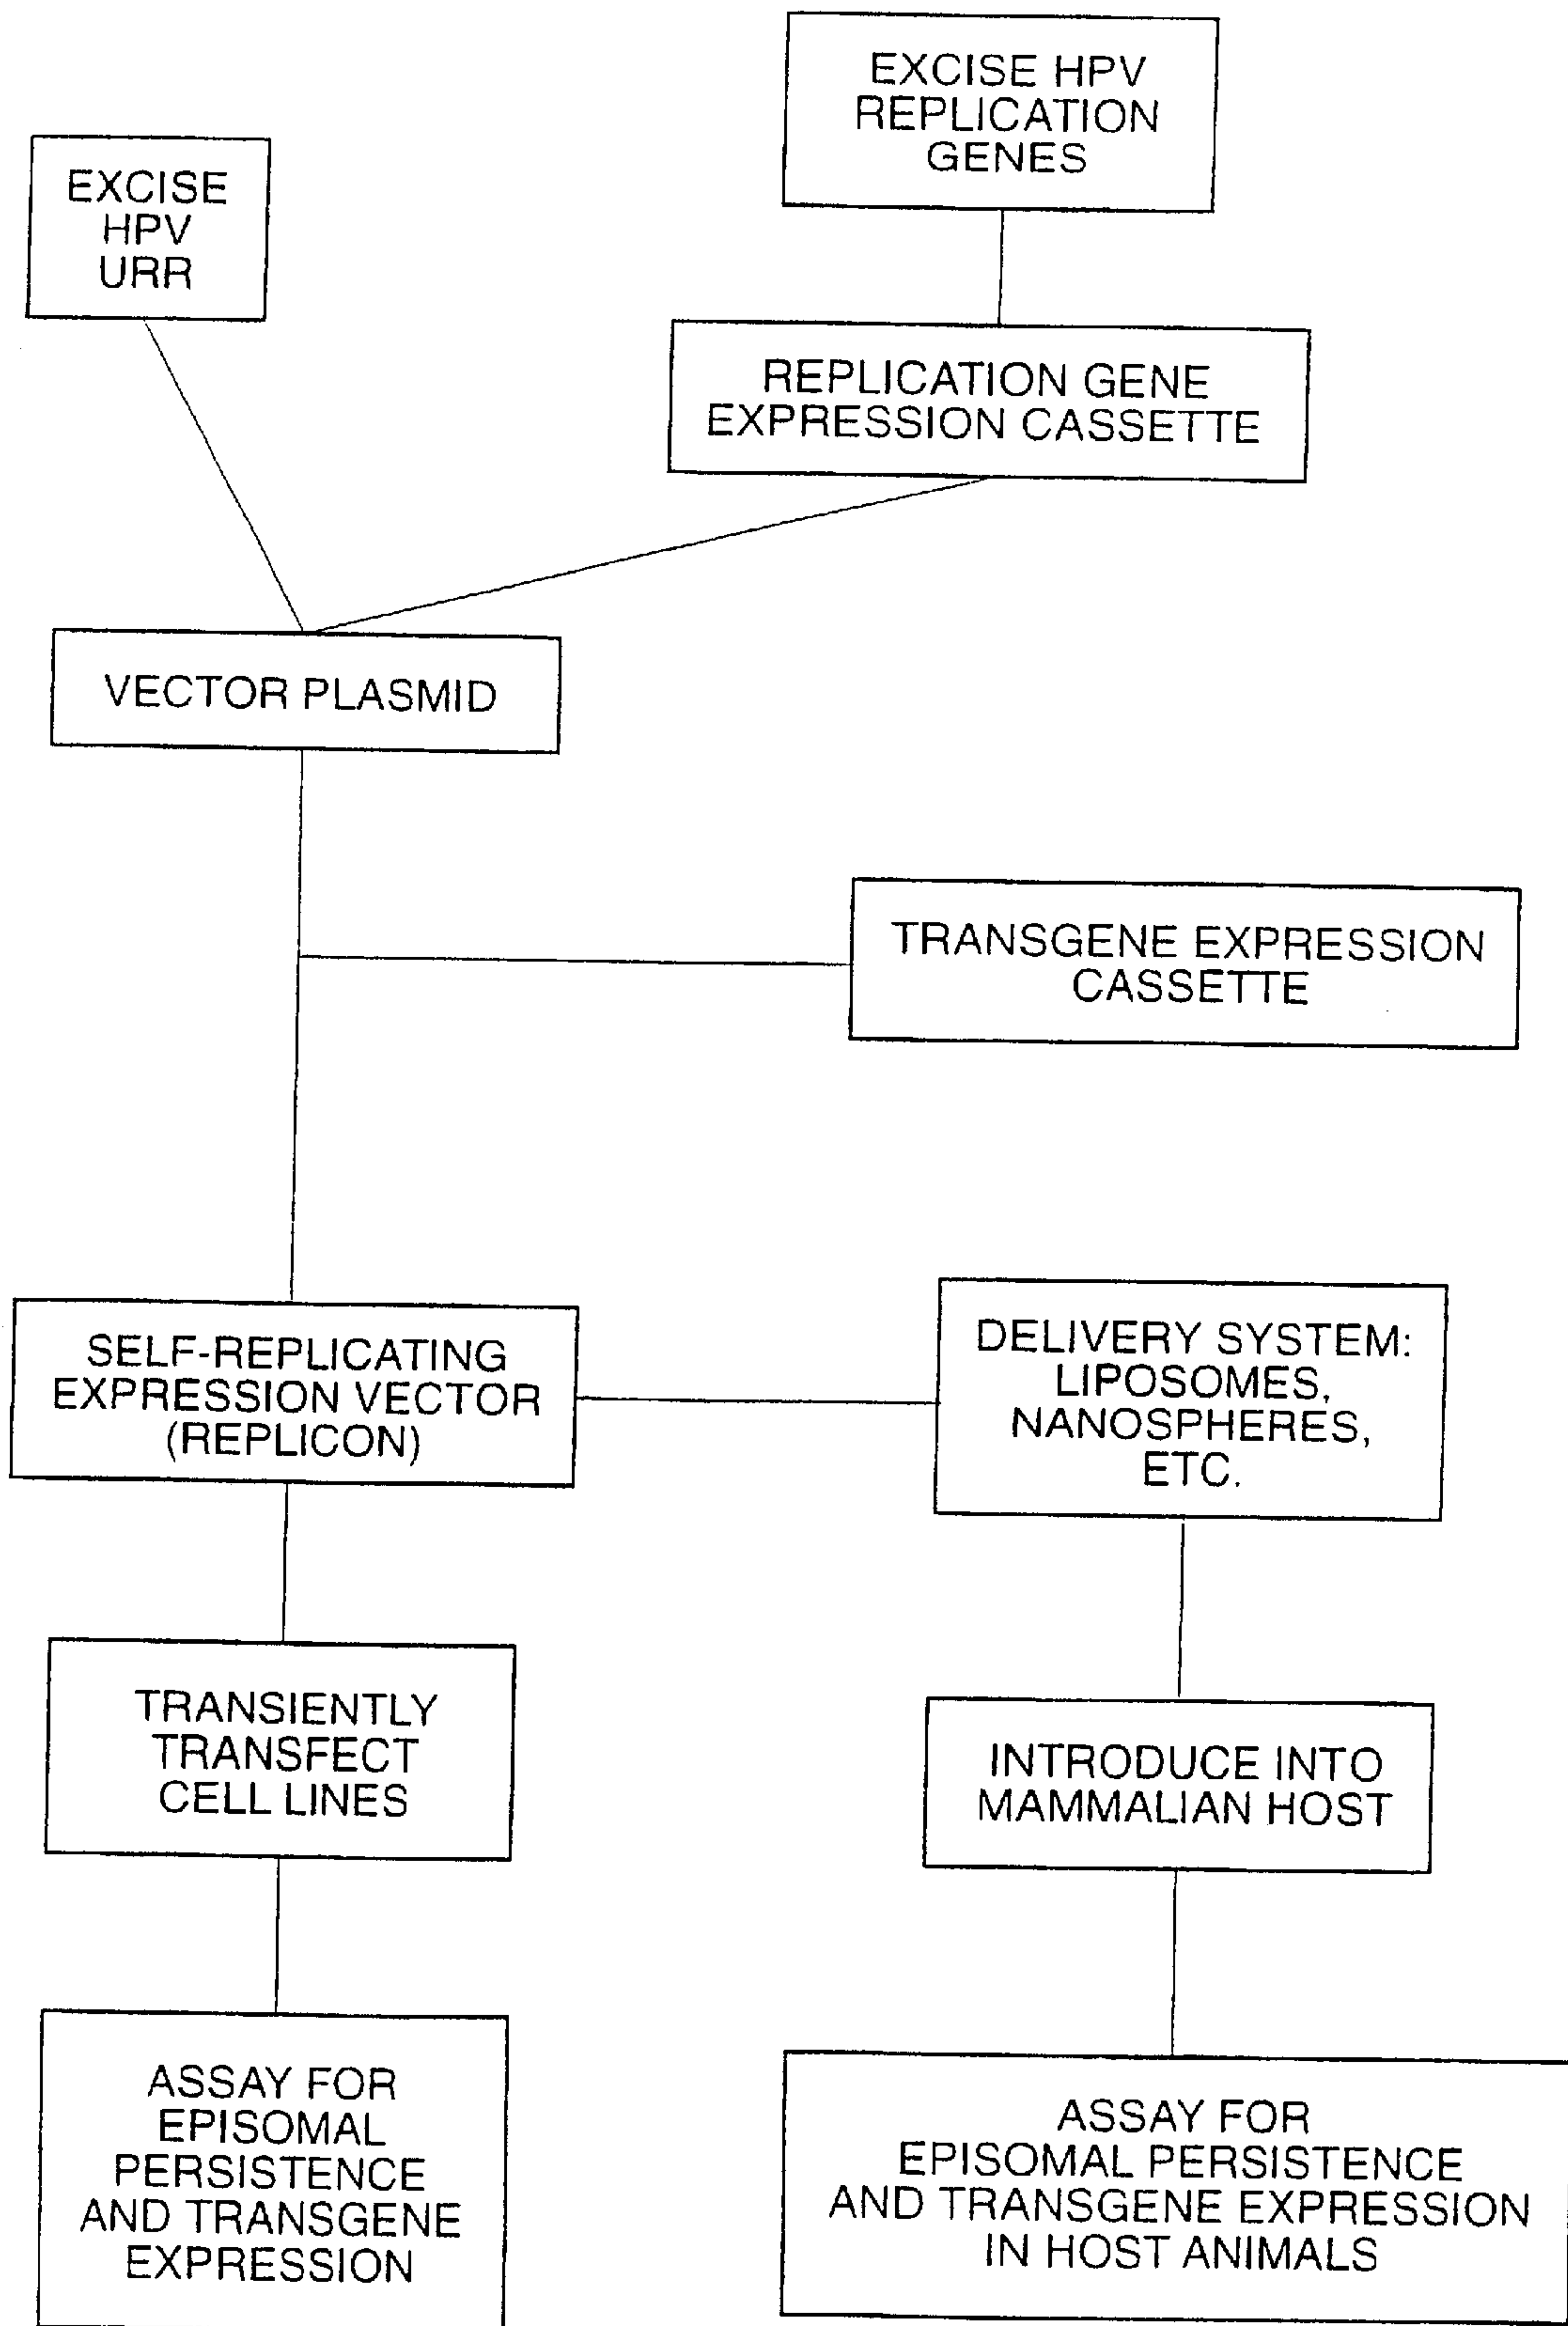 EXCISE HPV
REPLICATION
GENES
EXCISE
HPV
URR
REPLICATION GENE
EXPRESSION CASSETTE
VECTOR PLASMID
TRANSGENE EXPRESSION
CASSETTE
SELF-REPLICATING
EXPRESSION VECTOR
(REPLICON)
DELIVERY SYSTEM:
LIPOSOMES,
NANOSPHERES,
ETC.
TRANSIENTLY
TRANSFECT
CELL LINES
INTRODUCE INTO
MAMMALIAN HOST
ASSAY FOR
EPISOMAL
PERSISTENCE
AND TRANSGENE
EXPRESSION
ASSAY FOR
EPISOMAL PERSISTENCE
AND TRANSGENE EXPRESSION
IN HOST ANIMALS